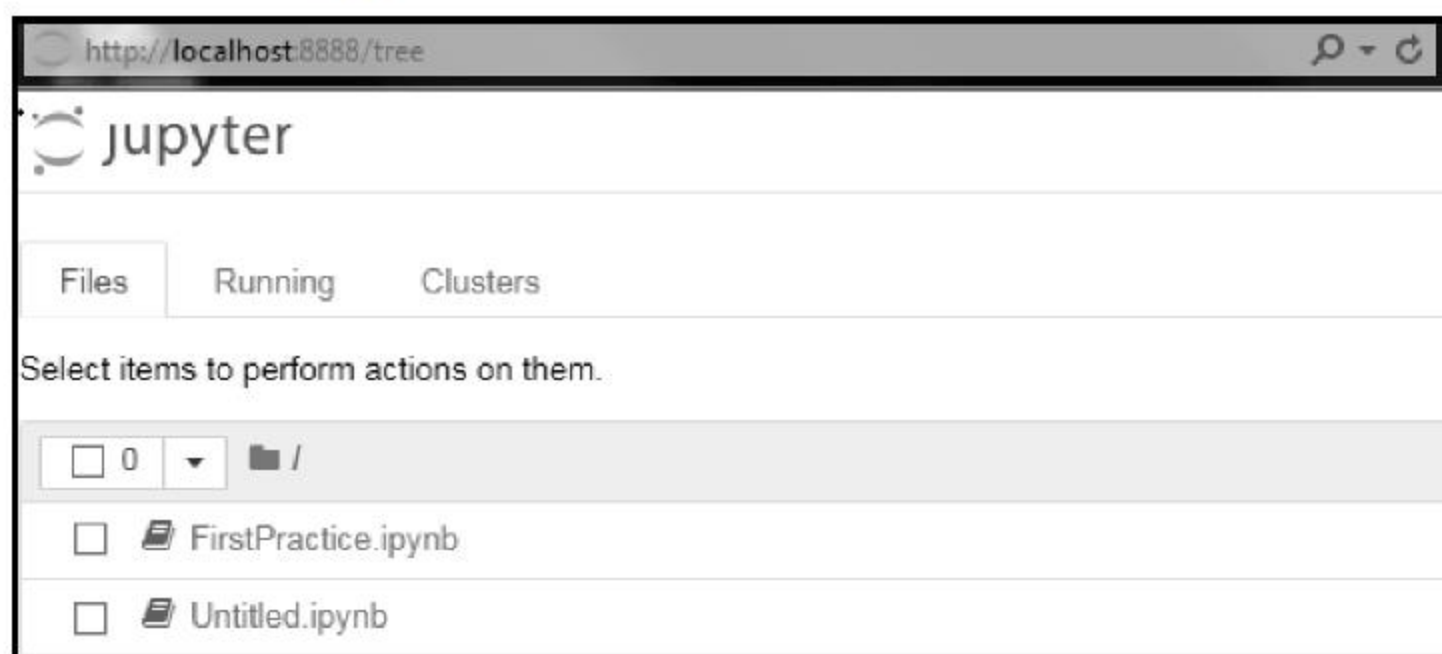 http://localhost:8888/tree
jupyter
Files Running Clusters
Select items to perform actions on them.
0 /
FirstPractice.ipynb
Untitled.ipynb